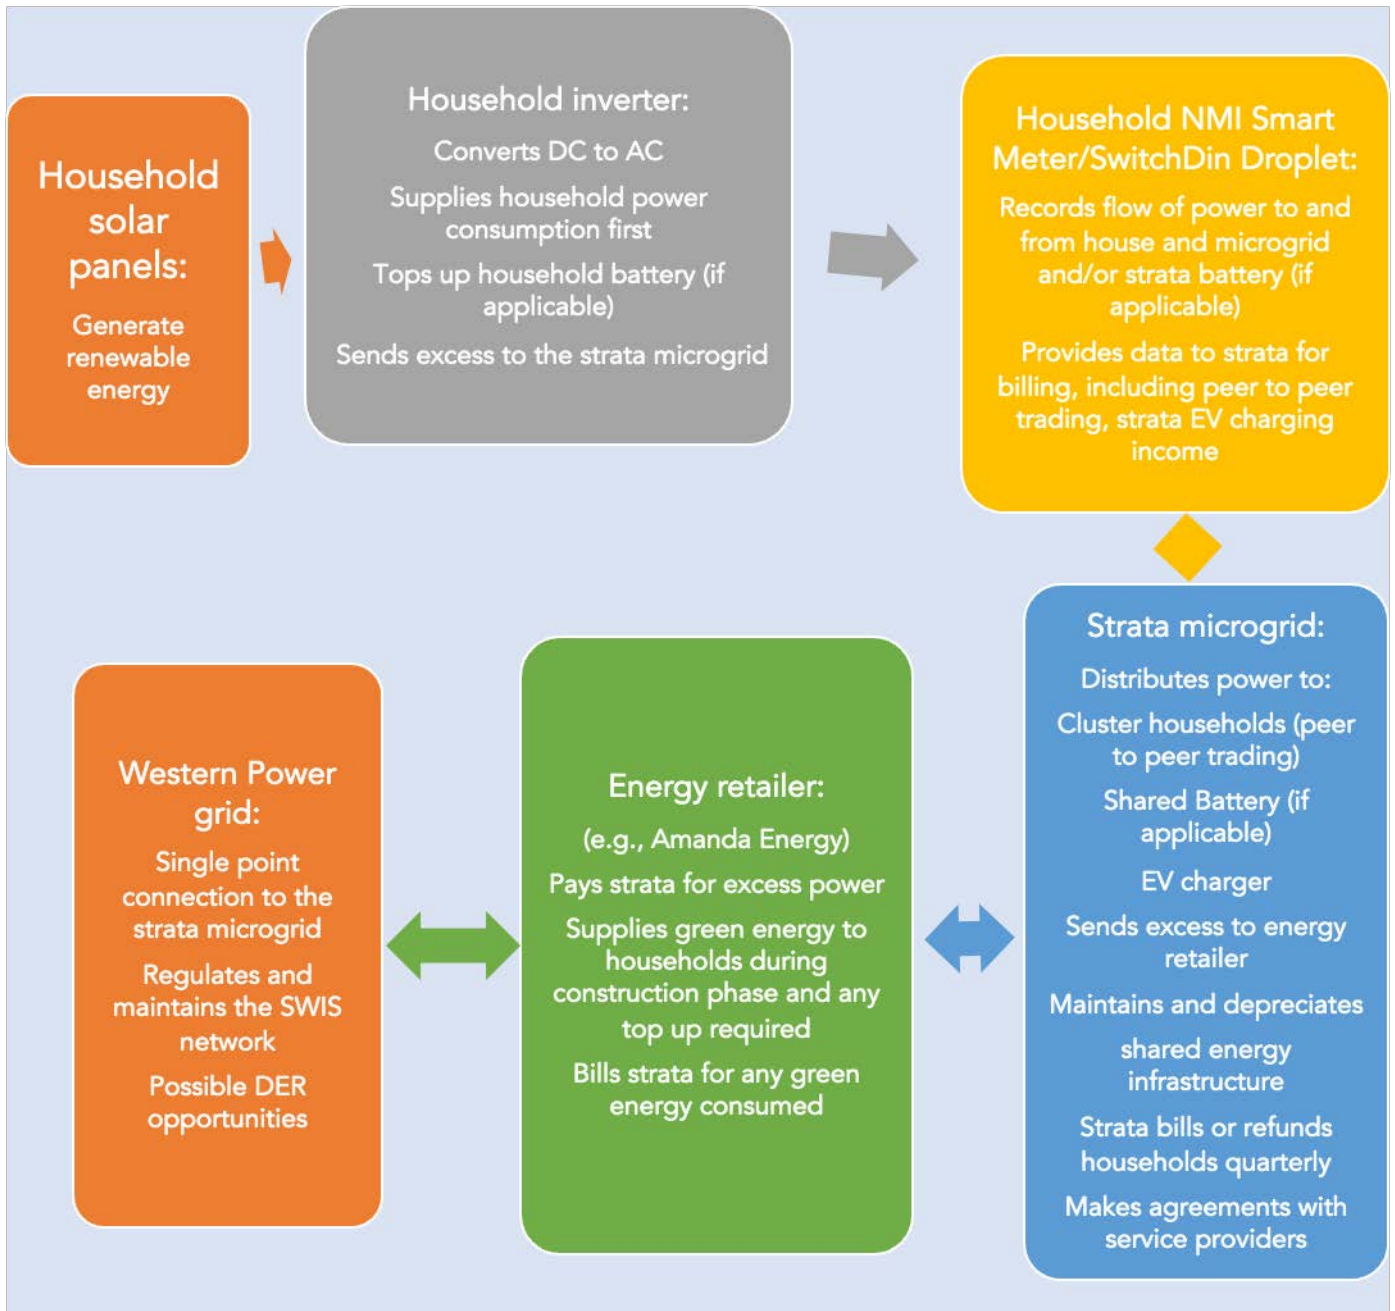 Household
solar
panels:
Generate
renewable
energy
Household inverter:
Converts DC to AC
Supplies household power
consumption first
Tops up household battery (if
applicable)
Sends excess to the strata microgrid
Household NMI Smart
Meter/SwitchDin Droplet:
Records flow of power to and
from house and microgrid
and/or strata battery (if
applicable)
Provides data to strata for
billing, including peer to peer
trading, strata EV charging
income
Strata microgrid:
Distributes power to:
Cluster households (peer
to peer trading)
Shared Battery (if
applicable)
EV charger
Sends excess to energy
retailer
Maintains and depreciates
shared energy
infrastructure
Strata bills or refunds
households quarterly
Makes agreements with
service providers
Energy retailer:
(e.g., Amanda Energy)
Pays strata for excess power
Supplies green energy to
households during
construction phase and any
top up required
Bills strata for any green
energy consumed
Western Power
grid:
Single point
connection to the
strata microgrid
Regulates and
maintains the SWIS
network
Possible DER
opportunities